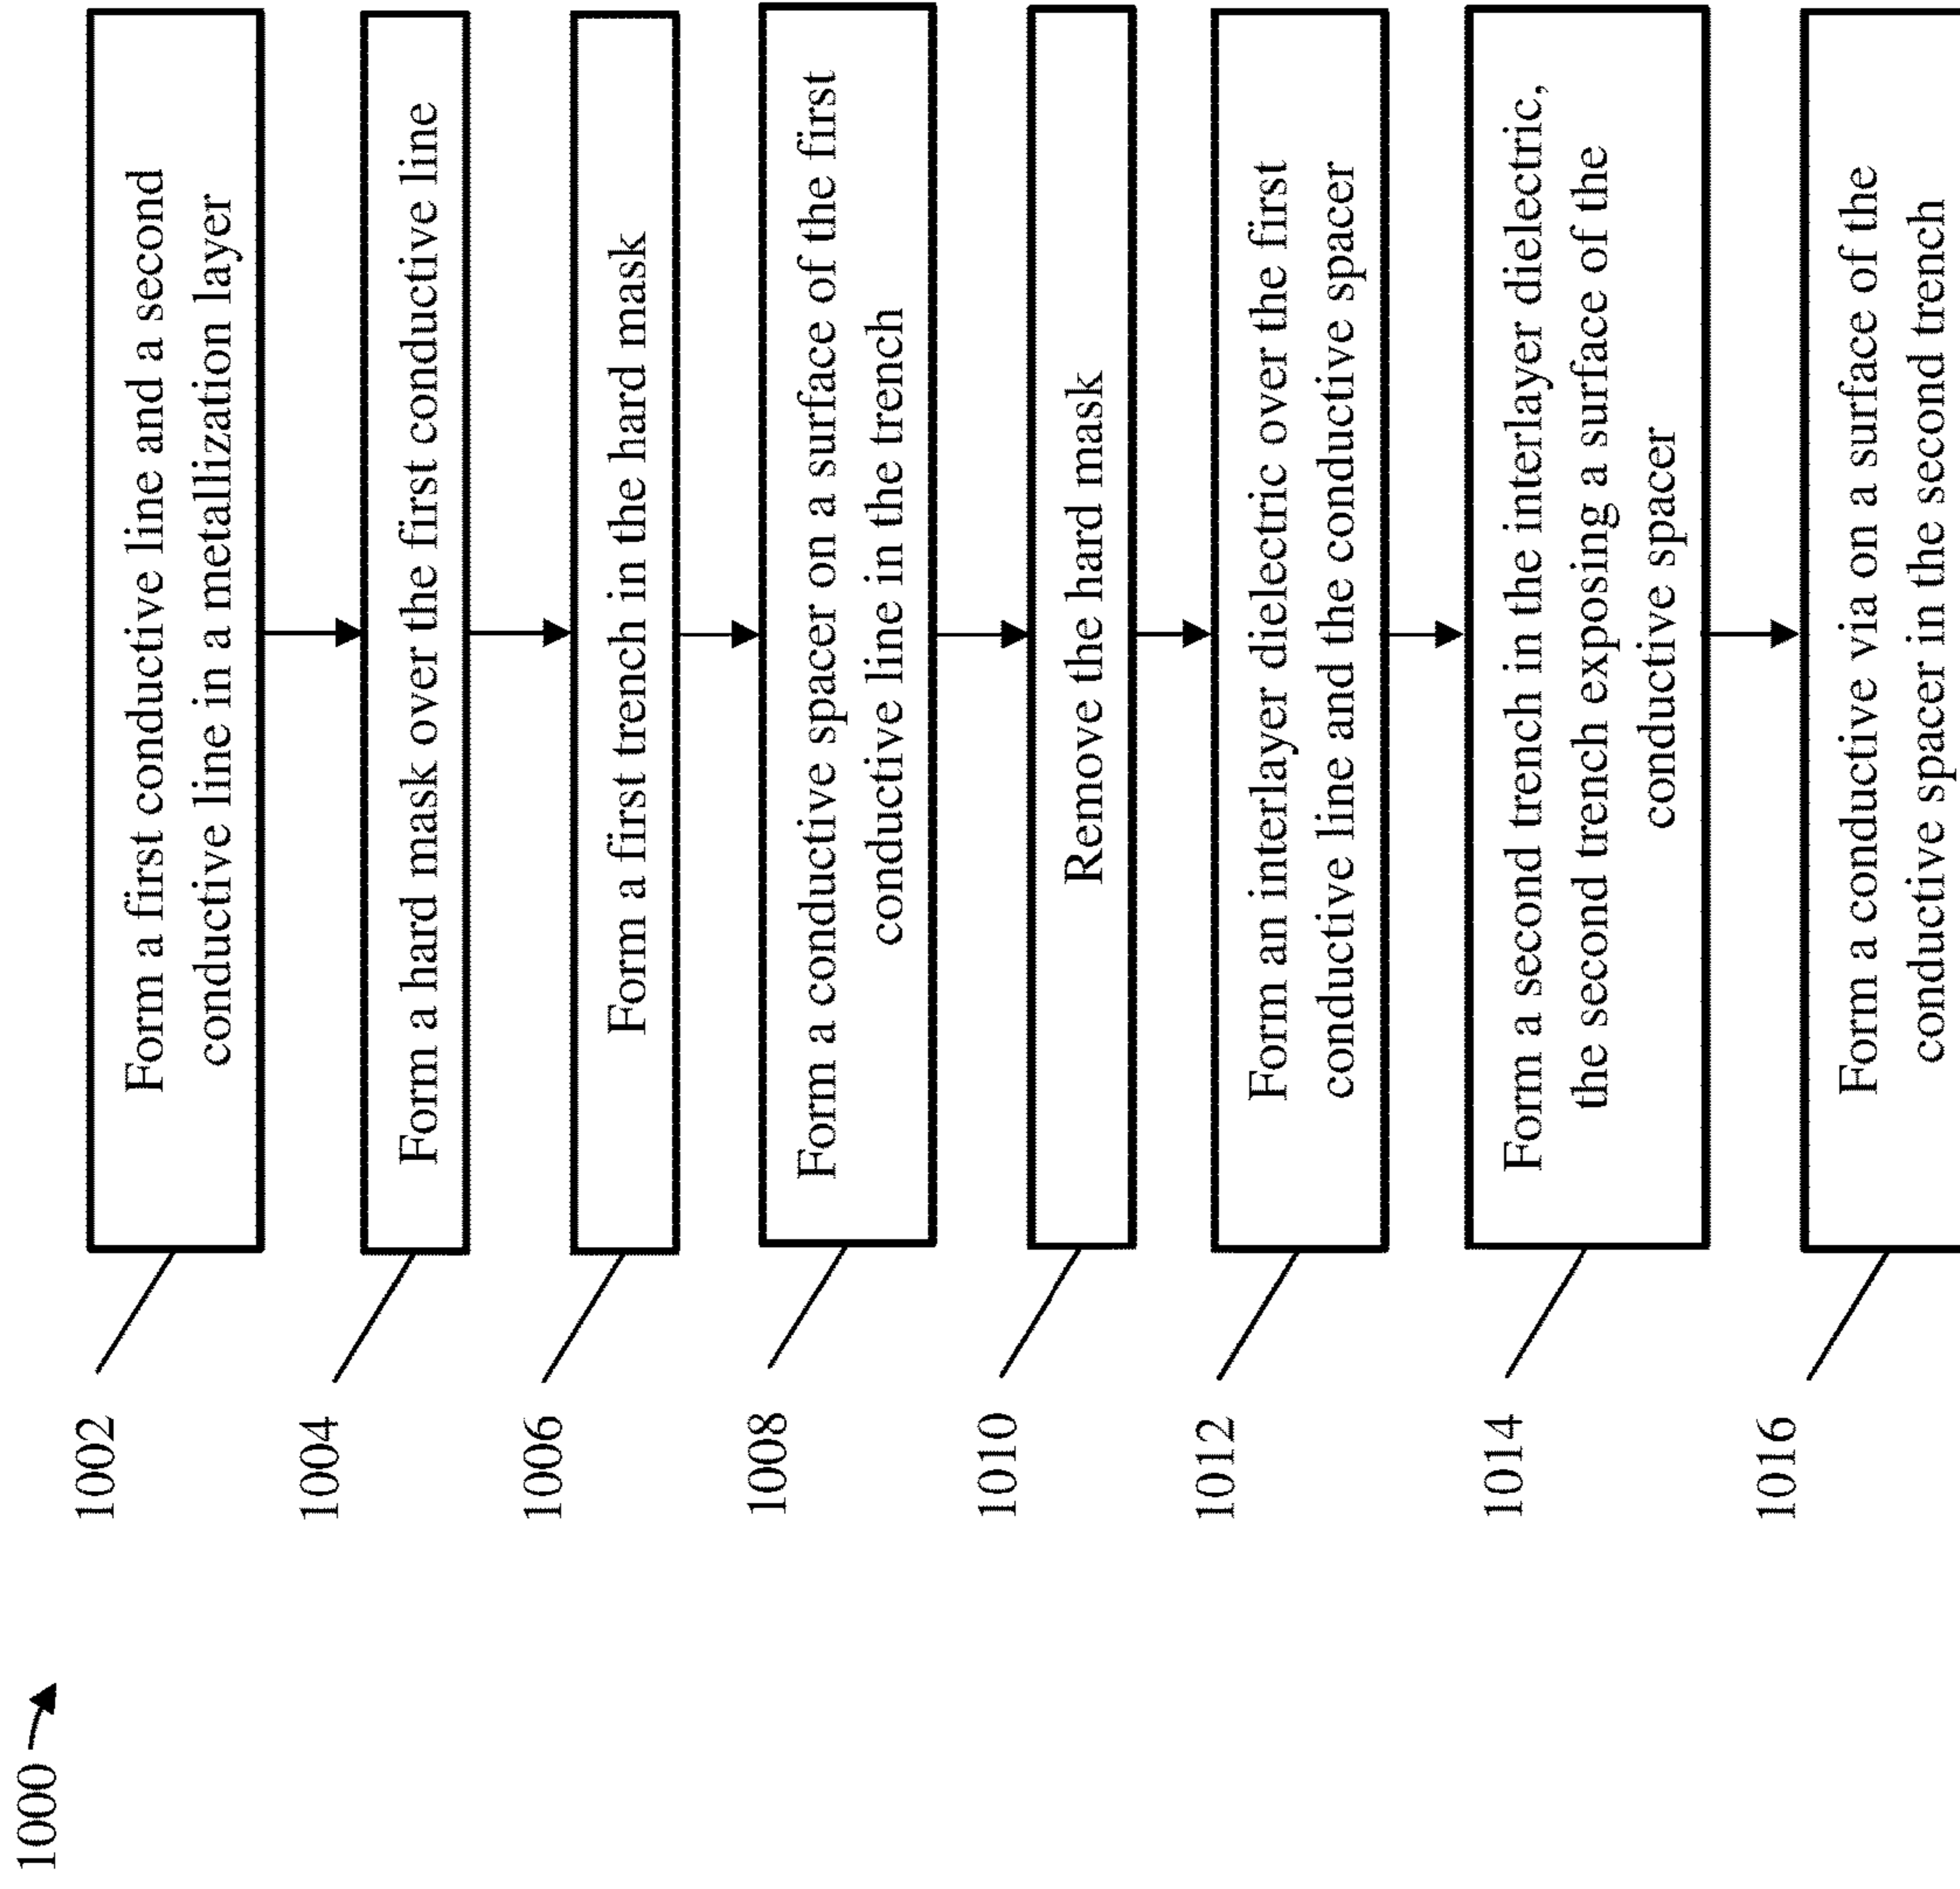 1000
1002
Form a first conductive line and a second
conductive line in a metallization layer
1004
Form a hard mask over the first conductive line
1006
Form a first trench in the hard mask
1008
Form a conductive spacer on a surface of the first
conductive line in the trench
1010
Remove the hard mask
1012
Form an interlayer dielectric over the first
conductive line and the conductive spacer
1014
Form a second trench in the interlayer dielectric,
the second trench exposing a surface of the
conductive spacer
1016
Form a conductive via on a surface of the
conductive spacer in the second trench